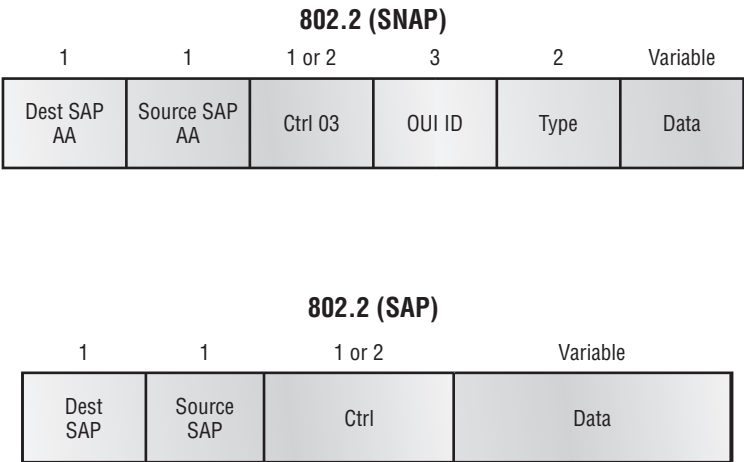 802.2 (SNAP)
1 1 1 or 2 3 2 Variable
Dest SAP Source SAP Ctrl 03 OUI ID Type Data
AA AA
802.2 (SAP)
1 1 1 or 2 Variable
Dest Source Ctrl Data
SAP SAP